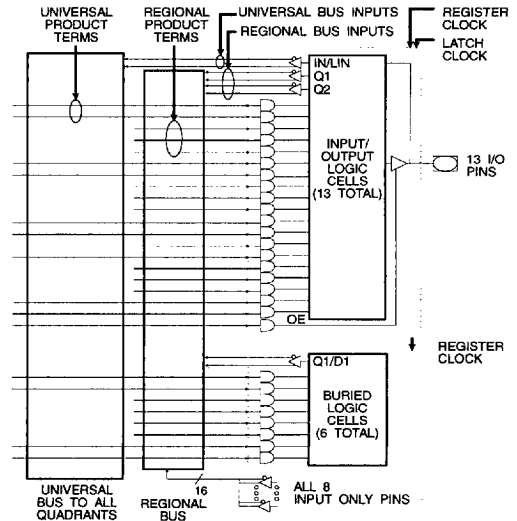 UNIVERSAL
PRODUCT
TERMS
REGIONAL
PRODUCT
TERMS
UNIVERSAL BUS INPUTS
REGIONAL BUS INPUTS
REGISTER
CLOCK
LATCH
CLOCK
IN/LIN
Q1
Q2
INPUT/
OUTPUT
LOGIC
CELLS
(13 TOTAL)
13 I/O
PINS
OE
REGISTER
CLOCK
Q1/D1
BURIED
LOGIC
CELLS
(6 TOTAL)
UNIVERSAL
BUS TO ALL
QUADRANTS
REGIONAL
BUS
16
ALL 8
INPUT ONLY PINS